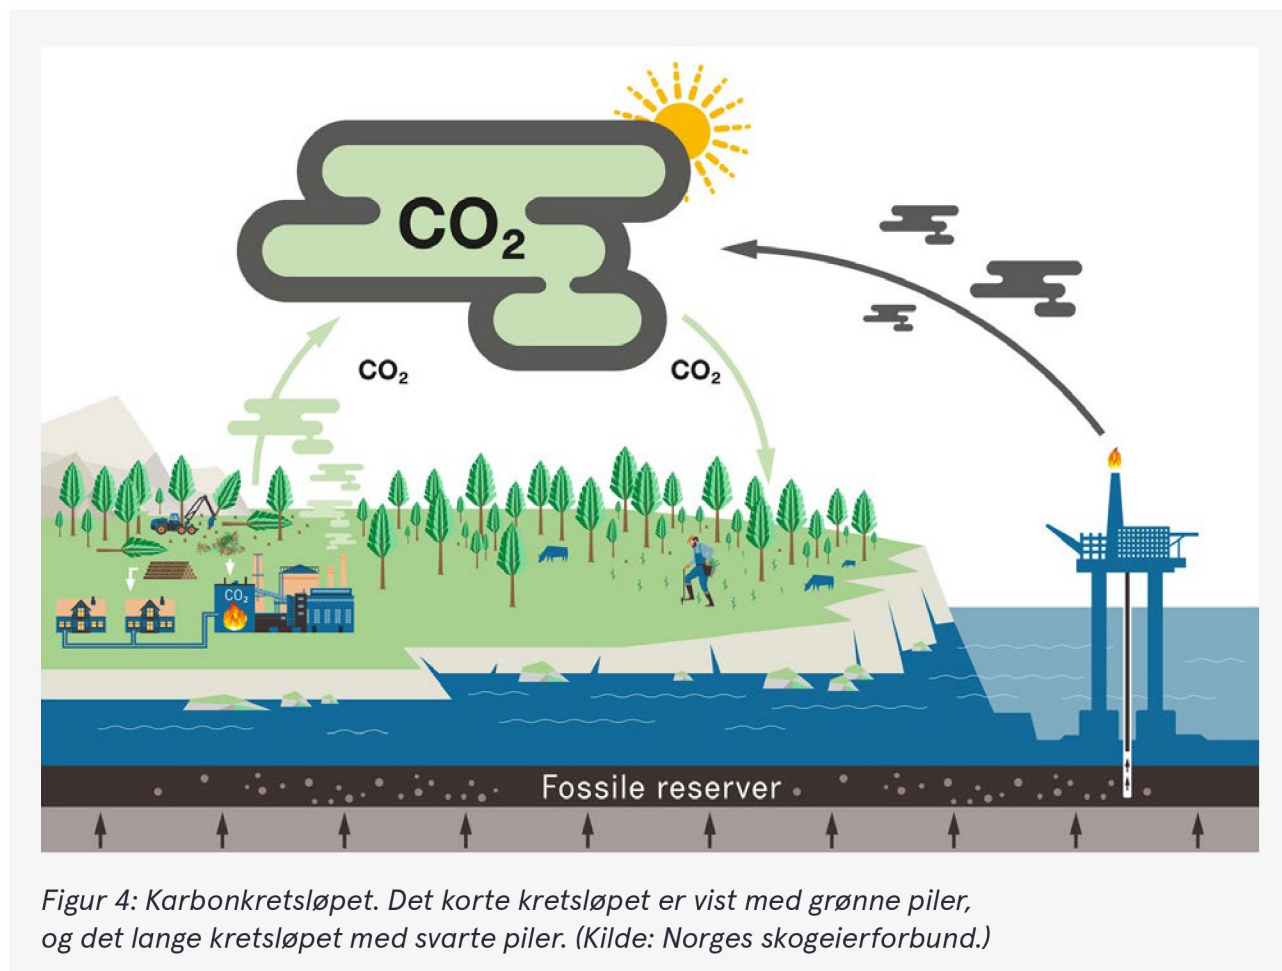 CO₂
CO₂
CO₂
CO₂
Fossile reserver
Figur 4: Karbonkretsløpet. Det korte kretsløpet er vist med grønne piler,
og det lange kretsløpet med svarte piler. (Kilde: Norges skogeierforbund.)